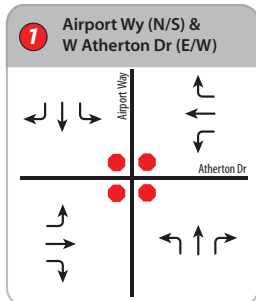 1
Airport Wy (N/S) &
W Atherton Dr (E/W)
Airport Way
Atherton Dr